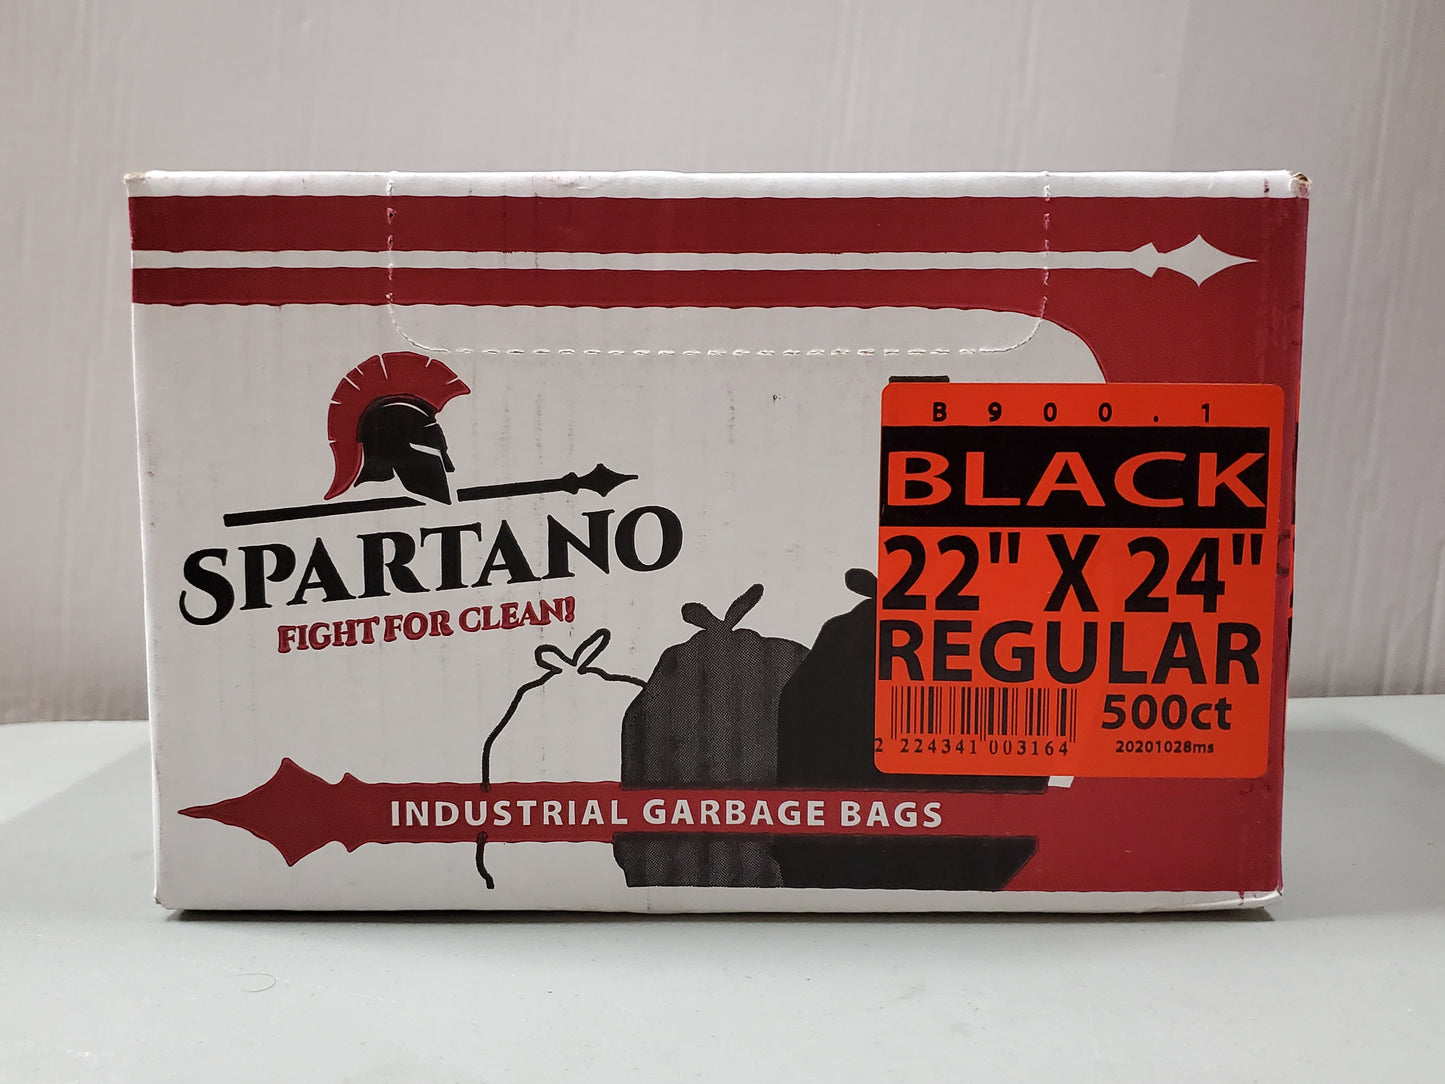 SPARTANO
FIGHT FOR CLEAN!
INDUSTRIAL GARBAGE BAGS
B900.1
BLACK
22" X 24"
REGULAR
500ct
2 224341 003164
20201028ms